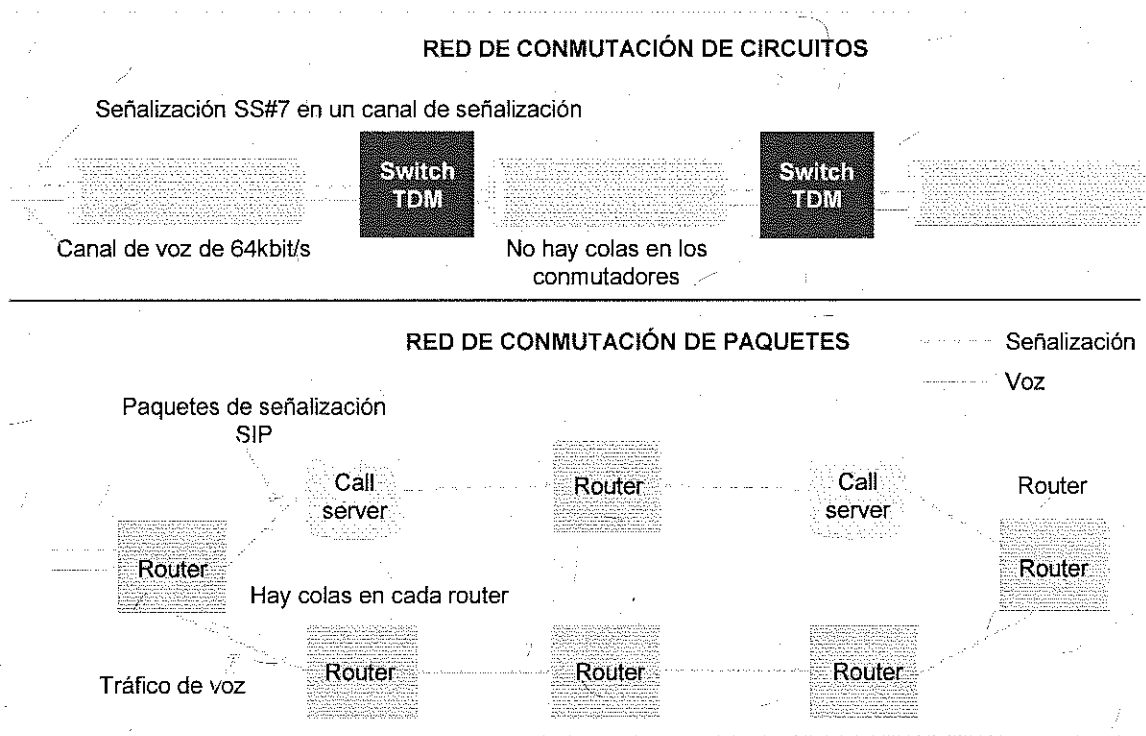 RED DE CONMUTACIÓN DE CIRCUITOS
Señalización SS#7 en un canal de señalización
Switch
TDM
Switch
TDM
Canal de voz de 64kbit/s
No hay colas en los
conmutadores
RED DE CONMUTACIÓN DE PAQUETES
Señalización
Voz
Paquetes de señalización
SIP
Call
server
Router
Call
server
Router
Router
Router
Hay colas en cada router
Router
Router
Router
Tráfico de voz